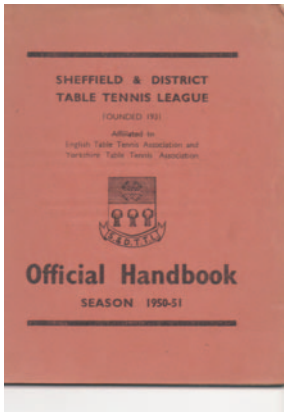 SHEFFIELD & DISTRICT
TABLE TENNIS LEAGUE
FOUNDED 1931
Affiliated to
English Table Tennis Association and
Yorkshire Table Tennis Association
S.&D.T.T.L.
Official Handbook
SEASON 1950-51